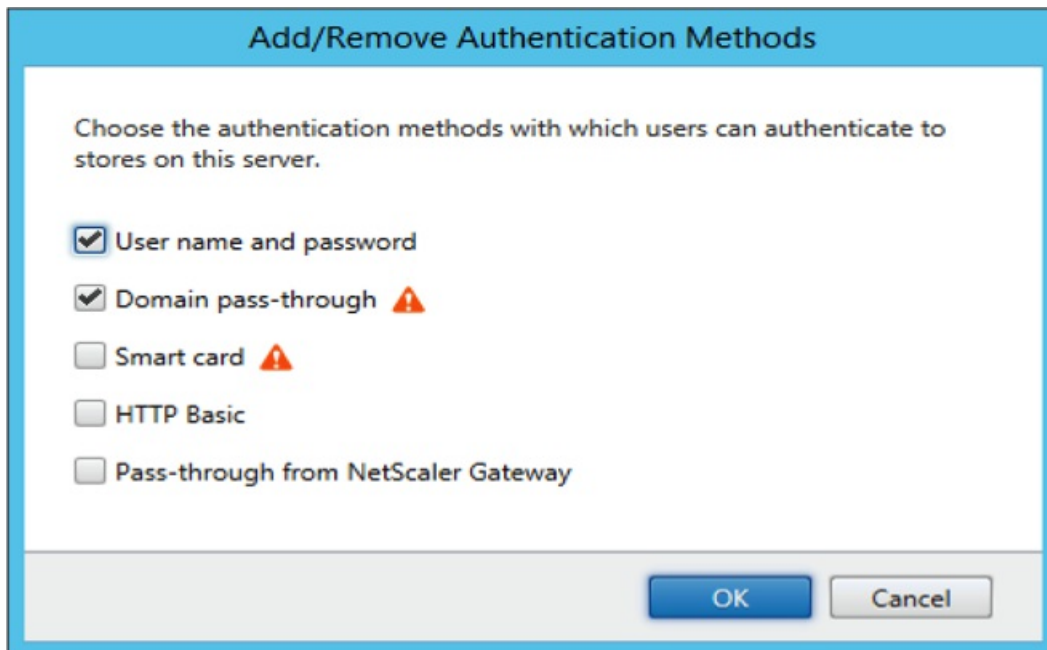 Add/Remove Authentication Methods
Choose the authentication methods with which users can authenticate to
stores on this server.
User name and password
Domain pass-through
Smart card
HTTP Basic
Pass-through from NetScaler Gateway
OK
Cancel